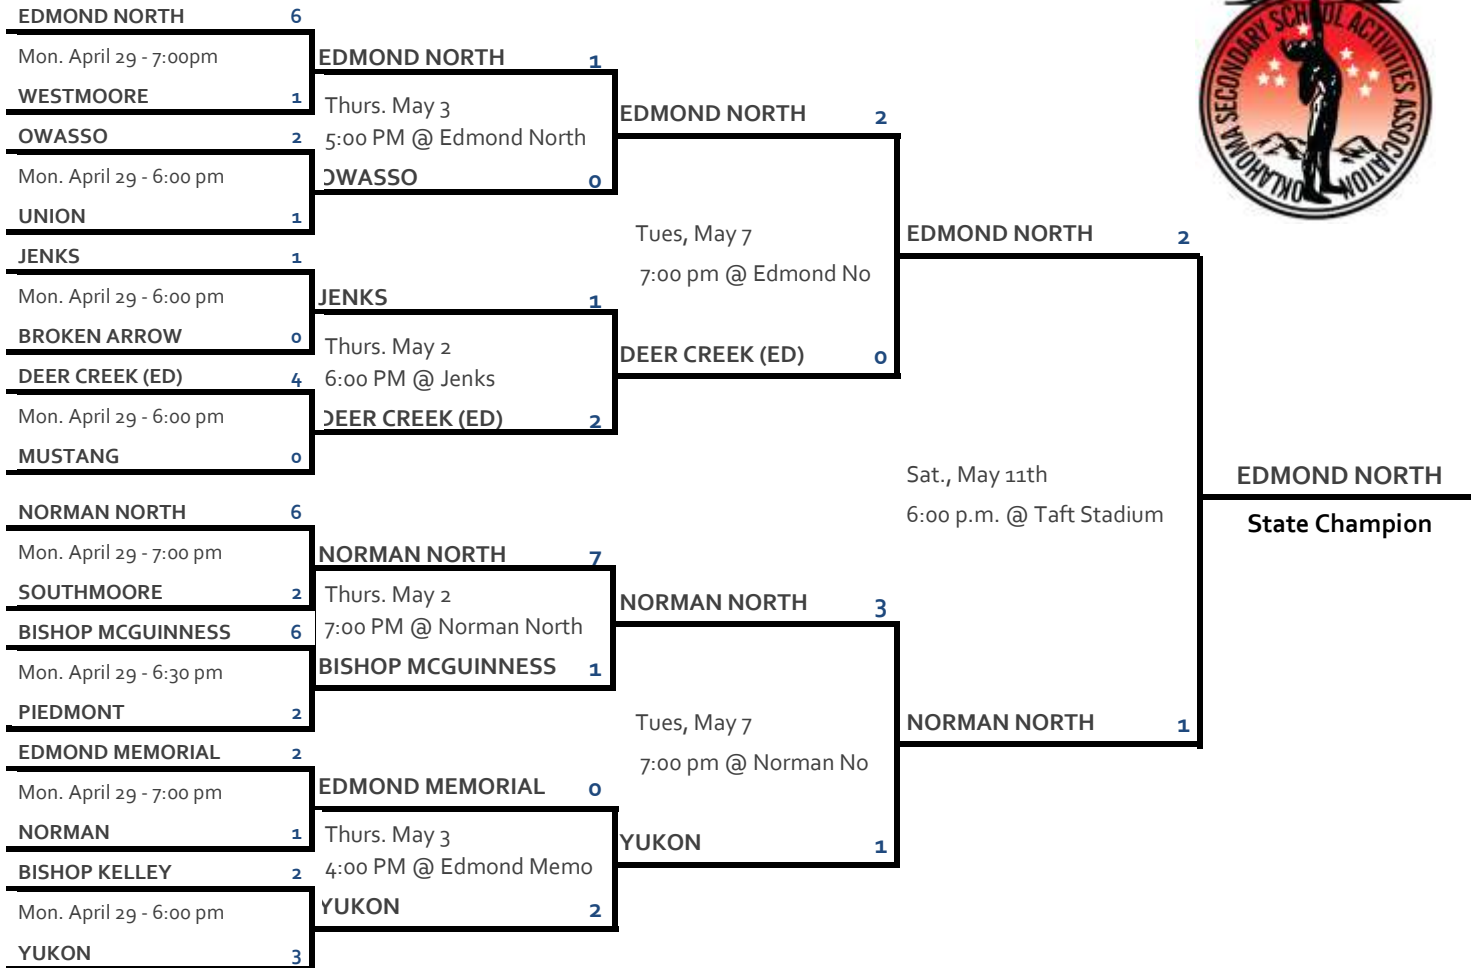 EDMOND NORTH 6
Mon. April 29 - 7:00pm
WESTMOORE 1
OWASSO 2
Mon. April 29 - 6:00 pm
UNION 1
JENKS 1
Mon. April 29 - 6:00 pm
BROKEN ARROW 0
DEER CREEK (ED) 4
Mon. April 29 - 6:00 pm
MUSTANG 0
NORMAN NORTH 6
Mon. April 29 - 7:00 pm
SOUTHMOORE 2
BISHOP MCGUINNESS 6
Mon. April 29 - 6:30 pm
PIEDMONT 2
EDMOND MEMORIAL 2
Mon. April 29 - 7:00 pm
NORMAN 1
BISHOP KELLEY 2
Mon. April 29 - 6:00 pm
YUKON 3
EDMOND NORTH 1
Thurs. May 3
5:00 PM @ Edmond North
OWASSO 0
JENKS 1
Thurs. May 2
6:00 PM @ Jenks
DEER CREEK (ED) 2
NORMAN NORTH 7
Thurs. May 2
7:00 PM @ Norman North
BISHOP MCGUINNESS 1
EDMOND MEMORIAL 0
Thurs. May 3
4:00 PM @ Edmond Memo
YUKON 2
EDMOND NORTH 2
Tues, May 7
7:00 pm @ Edmond No
DEER CREEK (ED) 0
NORMAN NORTH 3
Tues, May 7
7:00 pm @ Norman No
YUKON 1
EDMOND NORTH 2
Sat., May 11th
6:00 p.m. @ Taft Stadium
NORMAN NORTH 1
EDMOND NORTH
State Champion
OKLAHOMA SECONDARY SCHOOL ACTIVITIES ASSOCIATION